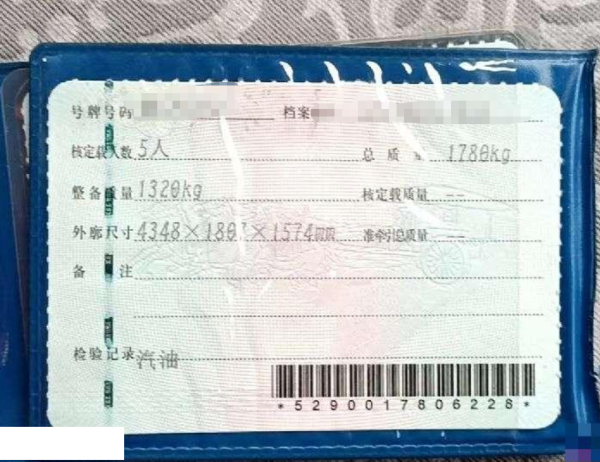 号牌号码 档案
核定载人数 5人 总质量 1780kg
整备质量 1320kg 核定载质量 --
外廓尺寸 4348×1807×1574mm 准牵引总质量 --
备注
检验记录 汽油
*5290017806228*